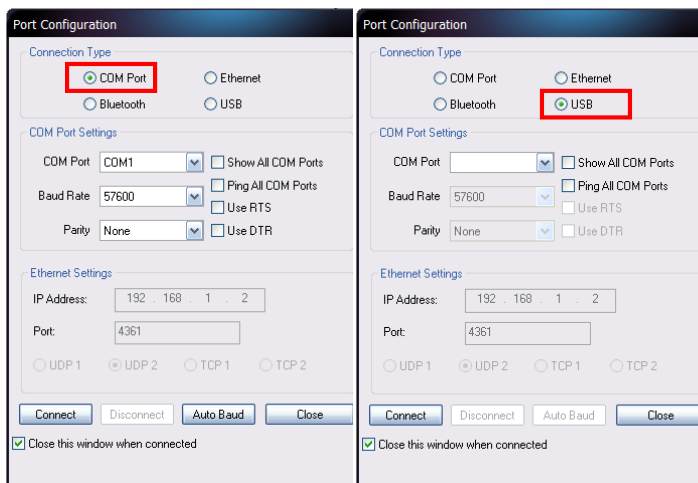 Port Configuration
Connection Type
COM Port
Ethernet
Bluetooth
USB
COM Port Settings
COM Port COM1 Show All COM Ports
Ping All COM Ports
Baud Rate 57600
Use RTS
Parity None Use DTR
Ethernet Settings
IP Address: 192 . 168 . 1 . 2
Port: 4361
UDP 1 UDP 2 TCP 1 TCP 2
Connect Disconnect Auto Baud Close
Close this window when connected
Port Configuration
Connection Type
COM Port
Ethernet
Bluetooth
USB
COM Port Settings
COM Port Show All COM Ports
Ping All COM Ports
Baud Rate 57600
Use RTS
Parity None Use DTR
Ethernet Settings
IP Address: 192 . 168 . 1 . 2
Port: 4361
UDP 1 UDP 2 TCP 1 TCP 2
Connect Disconnect Auto Baud Close
Close this window when connected